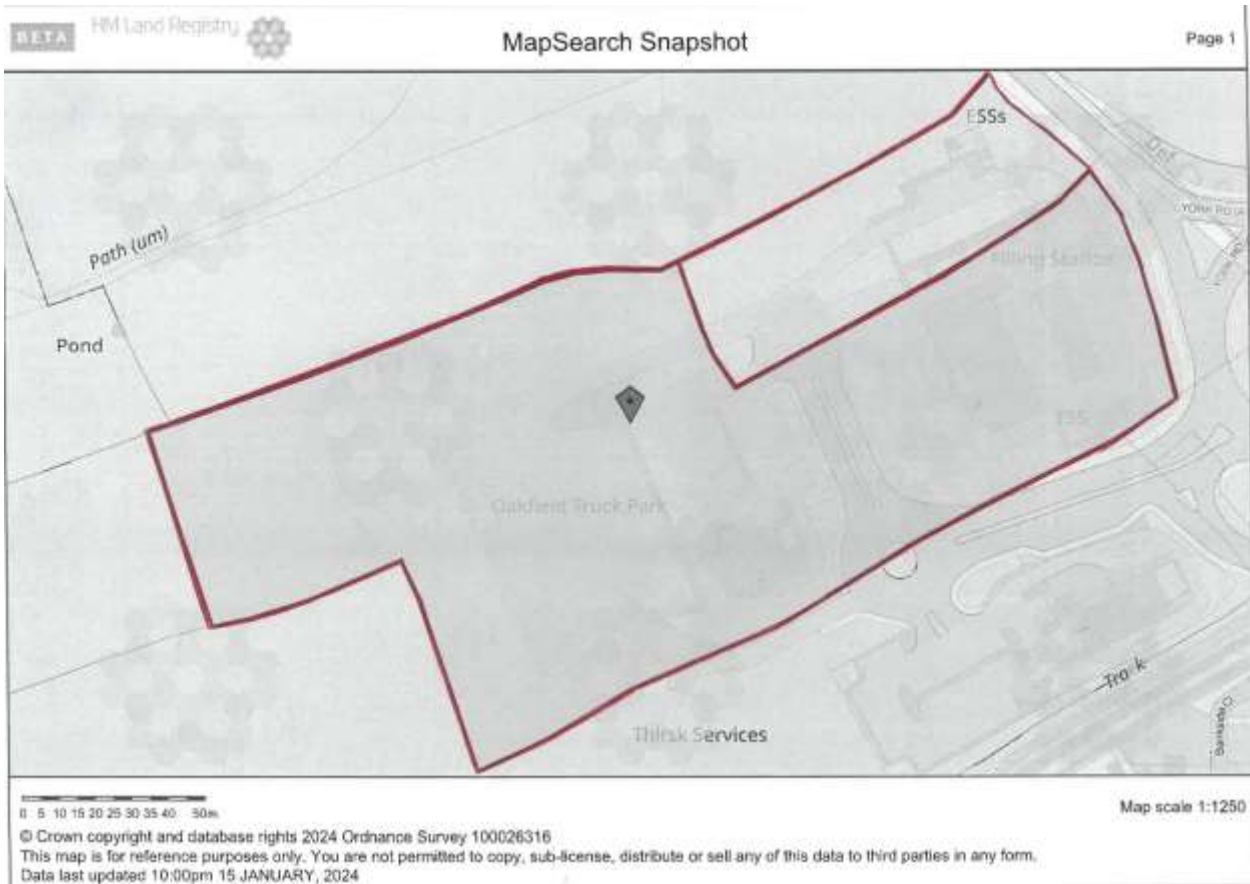 BETA
HM Land Registry
MapSearch Snapshot
Page 1
ESSs
Det
YORK ROA
Path (um)
Filling Station
Pond
ESS
Oakfield Truck Park
Track
Thirsk Services
0 5 10 15 20 25 30 35 40 50m
Map scale 1:1250
© Crown copyright and database rights 2024 Ordnance Survey 100026316
This map is for reference purposes only. You are not permitted to copy, sub-license, distribute or sell any of this data to third parties in any form.
Data last updated 10:00pm 15 JANUARY, 2024